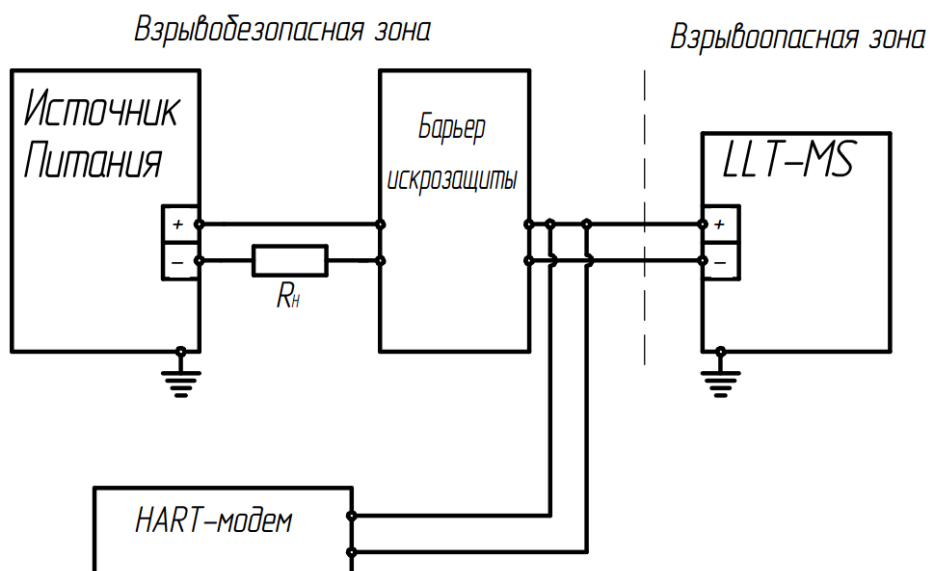 Взрывобезопасная зона
Взрывоопасная зона
Источник
Питания
Барьер
искрозащиты
LLT-MS
+
−
Rн
+
−
HART-модем